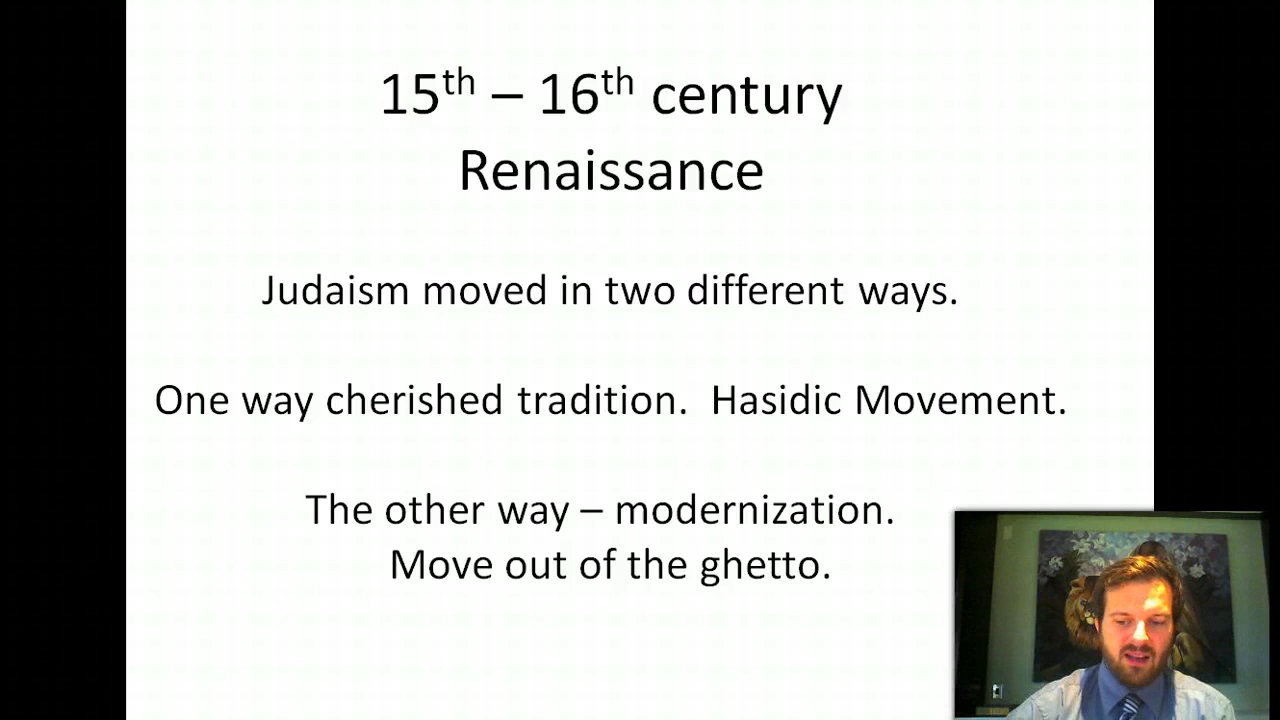 15th – 16th century
Renaissance
Judaism moved in two different ways.
One way cherished tradition.  Hasidic Movement.
The other way – modernization.
Move out of the ghetto.